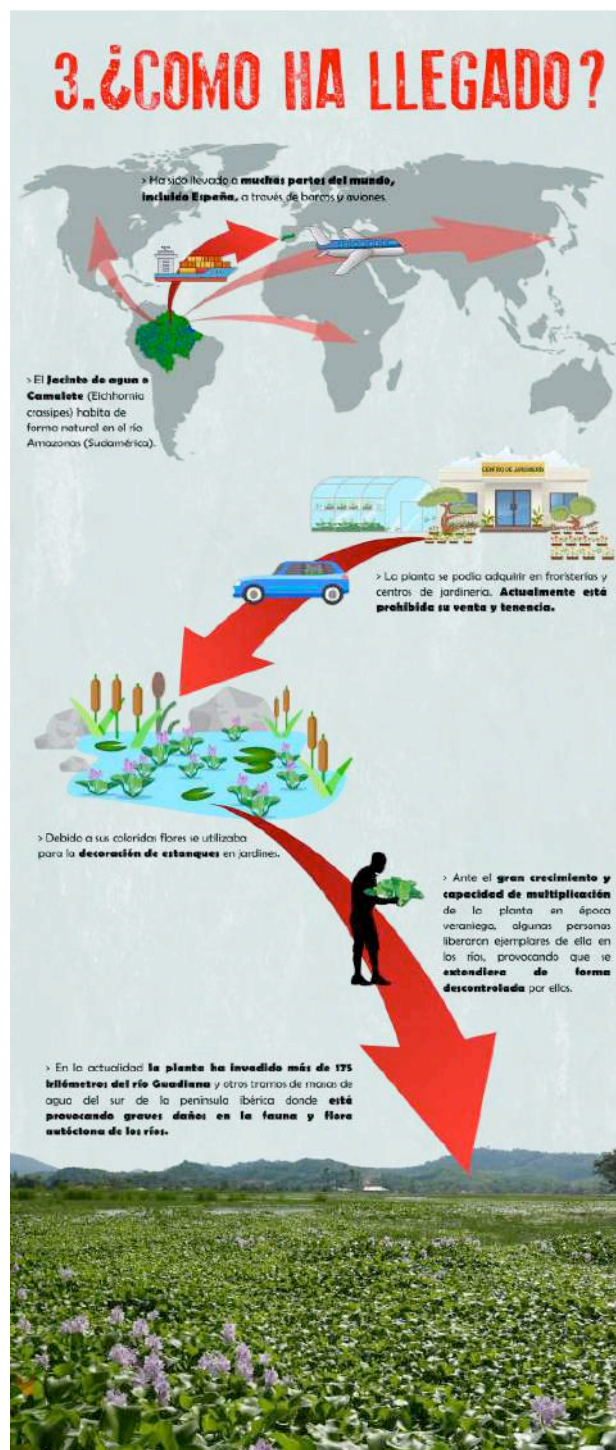 3.¿COMO HA LLEGADO?
> Ha sido llevado a muchas partes del mundo,
incluido España, a través de barcos y aviones.
> El Jacinto de agua o
Camalote (Eichhornia
crassipes) habita de
forma natural en el río
Amazonas (Sudamérica).
CENTRO DE JARDINERÍA
> La planta se podía adquirir en frorísterías y
centros de jardinería. Actualmente está
prohibida su venta y tenencia.
> Debido a sus coloridas flores se utilizaba
para la decoración de estanques en jardines.
> Ante el gran crecimiento y
capacidad de multiplicación
de la planta en época
veraniega, algunas personas
liberaron ejemplares de ella en
los ríos, provocando que se
extendiera de forma
descontrolada por ellos.
> En la actualidad la planta ha invadido más de 175
kilómetros del río Guadiana y otros tramos de masas de
agua del sur de la península ibérica donde está
provocando graves daños en la fauna y flora
autóctona de los ríos.